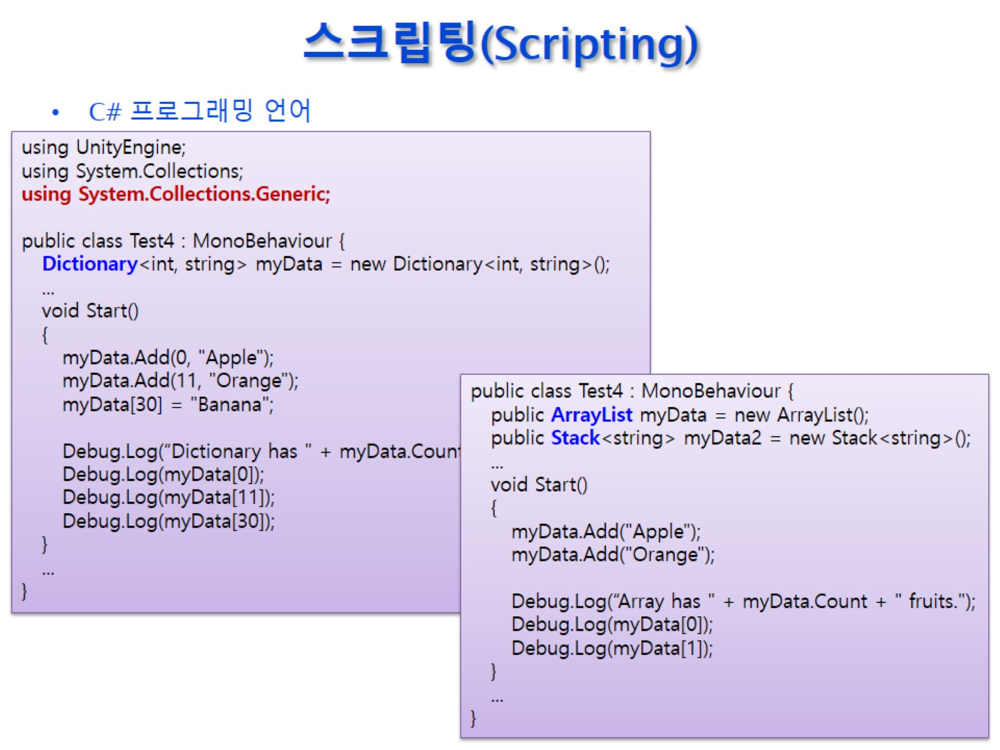 스크립팅(Scripting)
• C# 프로그래밍 언어
using UnityEngine;
using System.Collections;
using System.Collections.Generic;
public class Test4 : MonoBehaviour {
Dictionary<int, string> myData = new Dictionary<int, string>();
...
void Start()
{
myData.Add(0, "Apple");
myData.Add(11, "Orange");
myData[30] = "Banana";
Debug.Log(“Dictionary has " + myData.Count
Debug.Log(myData[0]);
Debug.Log(myData[11]);
Debug.Log(myData[30]);
}
...
}
public class Test4 : MonoBehaviour {
public ArrayList myData = new ArrayList();
public Stack<string> myData2 = new Stack<string>();
...
void Start()
{
myData.Add("Apple");
myData.Add("Orange");
Debug.Log(“Array has " + myData.Count + " fruits.");
Debug.Log(myData[0]);
Debug.Log(myData[1]);
}
...
}